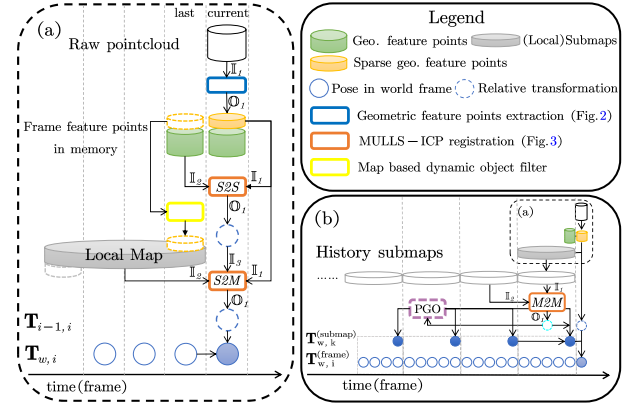 (a)
last current
Raw pointcloud
𝕀₁
𝕆₁
Frame feature points
in memory
𝕀₂ S2S 𝕀₁
𝕆₁
Local Map
𝕀₃
𝕀₂ S2M 𝕀₁
𝕆₁
T_{i−1, i}
T_{w, i}
time(frame)
Legend
Geo. feature points (Local)Submaps
Sparse geo. feature points
Pose in world frame Relative transformation
Geometric feature points extraction (Fig.2)
MULLS−ICP registration (Fig.3)
Map based dynamic object filter
(b)
(a)
History submaps
......
𝕀₁
𝕀₂ M2M
PGO 𝕆₁
T_{w, k}^{(submap)}
T_{w, i}^{(frame)}
time(frame)